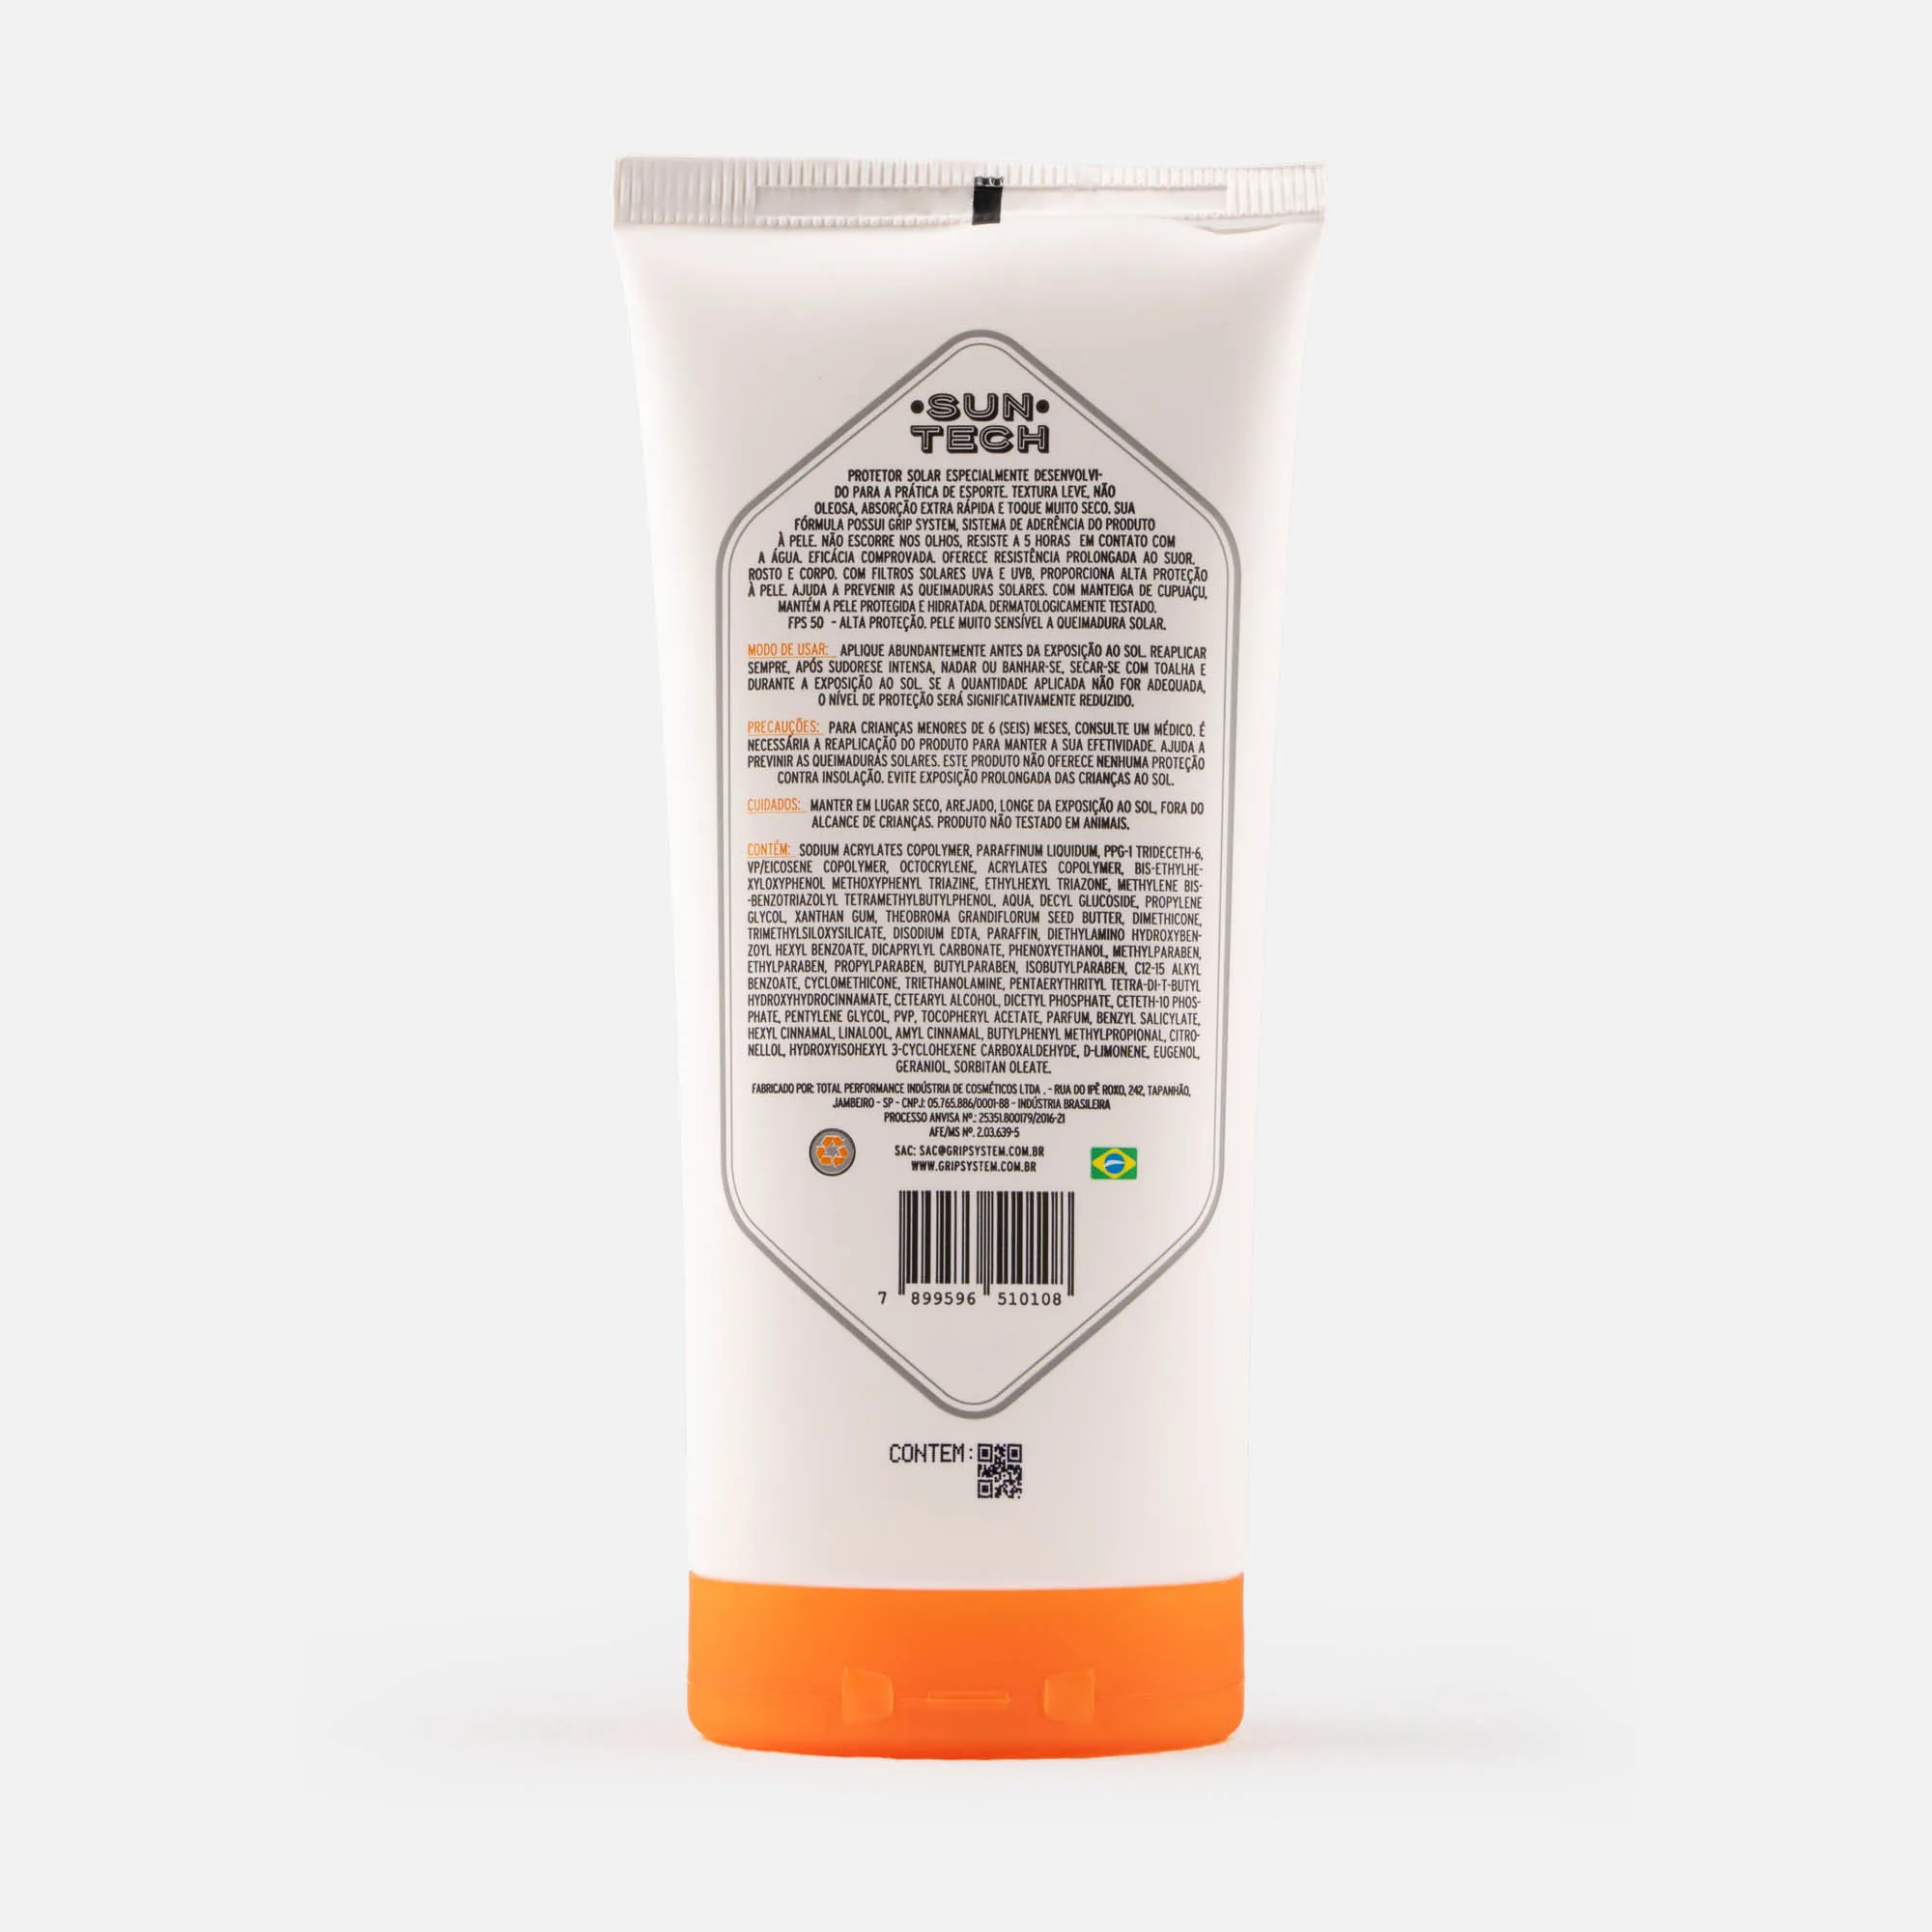 SUN
TECH
PROTETOR SOLAR ESPECIALMENTE DESENVOLVI-
DO PARA A PRÁTICA DE ESPORTE. TEXTURA LEVE, NÃO
OLEOSA, ABSORÇÃO EXTRA RÁPIDA E TOQUE MUITO SECO. SUA
FÓRMULA POSSUI GRIP SYSTEM, SISTEMA DE ADERÊNCIA DO PRODUTO
À PELE. NÃO ESCORRE NOS OLHOS, RESISTE A 5 HORAS EM CONTATO COM
A ÁGUA. EFICÁCIA COMPROVADA. OFERECE RESISTÊNCIA PROLONGADA AO SUOR.
ROSTO E CORPO. COM FILTROS SOLARES UVA E UVB, PROPORCIONA ALTA PROTEÇÃO
À PELE. AJUDA A PREVENIR AS QUEIMADURAS SOLARES. COM MANTEIGA DE CUPUAÇU,
MANTÉM A PELE PROTEGIDA E HIDRATADA. DERMATOLOGICAMENTE TESTADO.
FPS 50 - ALTA PROTEÇÃO. PELE MUITO SENSÍVEL A QUEIMADURA SOLAR.
MODO DE USAR: APLIQUE ABUNDANTEMENTE ANTES DA EXPOSIÇÃO AO SOL. REAPLICAR
SEMPRE, APÓS SUDORESE INTENSA, NADAR OU BANHAR-SE, SECAR-SE COM TOALHA E
DURANTE A EXPOSIÇÃO AO SOL. SE A QUANTIDADE APLICADA NÃO FOR ADEQUADA,
O NÍVEL DE PROTEÇÃO SERÁ SIGNIFICATIVAMENTE REDUZIDO.
PRECAUÇÕES: PARA CRIANÇAS MENORES DE 6 (SEIS) MESES, CONSULTE UM MÉDICO. É
NECESSÁRIA A REAPLICAÇÃO DO PRODUTO PARA MANTER A SUA EFETIVIDADE. AJUDA A
PREVINIR AS QUEIMADURAS SOLARES. ESTE PRODUTO NÃO OFERECE NENHUMA PROTEÇÃO
CONTRA INSOLAÇÃO. EVITE EXPOSIÇÃO PROLONGADA DAS CRIANÇAS AO SOL.
CUIDADOS: MANTER EM LUGAR SECO, AREJADO, LONGE DA EXPOSIÇÃO AO SOL, FORA DO
ALCANCE DE CRIANÇAS. PRODUTO NÃO TESTADO EM ANIMAIS.
CONTÉM: SODIUM ACRYLATES COPOLYMER, PARAFFINUM LIQUIDUM, PPG-1 TRIDECETH-6,
VP/EICOSENE COPOLYMER, OCTOCRYLENE, ACRYLATES COPOLYMER, BIS-ETHYLHE-
XYLOXYPHENOL METHOXYPHENYL TRIAZINE, ETHYLHEXYL TRIAZONE, METHYLENE BIS-
-BENZOTRIAZOLYL TETRAMETHYLBUTYLPHENOL, AQUA, DECYL GLUCOSIDE, PROPYLENE
GLYCOL, XANTHAN GUM, THEOBROMA GRANDIFLORUM SEED BUTTER, DIMETHICONE,
TRIMETHYLSILOXYSILICATE, DISODIUM EDTA, PARAFFIN, DIETHYLAMINO HYDROXYBEN-
ZOYL HEXYL BENZOATE, DICAPRYLYL CARBONATE, PHENOXYETHANOL, METHYLPARABEN,
ETHYLPARABEN, PROPYLPARABEN, BUTYLPARABEN, ISOBUTYLPARABEN, C12-15 ALKYL
BENZOATE, CYCLOMETHICONE, TRIETHANOLAMINE, PENTAERYTHRITYL TETRA-DI-T-BUTYL
HYDROXYHYDROCINNAMATE, CETEARYL ALCOHOL, DICETYL PHOSPHATE, CETETH-10 PHOS-
PHATE, PENTYLENE GLYCOL, PVP, TOCOPHERYL ACETATE, PARFUM, BENZYL SALICYLATE,
HEXYL CINNAMAL, LINALOOL, AMYL CINNAMAL, BUTYLPHENYL METHYLPROPIONAL, CITRO-
NELLOL, HYDROXYISOHEXYL 3-CYCLOHEXENE CARBOXALDEHYDE, D-LIMONENE, EUGENOL,
GERANIOL, SORBITAN OLEATE.
FABRICADO POR: TOTAL PERFORMANCE INDÚSTRIA DE COSMÉTICOS LTDA . - RUA DO IPÊ ROXO, 242, TAPANHÃO,
JAMBEIRO - SP - CNPJ: 05.765.886/0001-88 - INDÚSTRIA BRASILEIRA
PROCESSO ANVISA Nº.: 25351.800179/2016-21
AFE/MS Nº. 2.03.639-5
SAC: SAC@GRIPSYSTEM.COM.BR
WWW.GRIPSYSTEM.COM.BR
7 899596 510108
CONTEM: